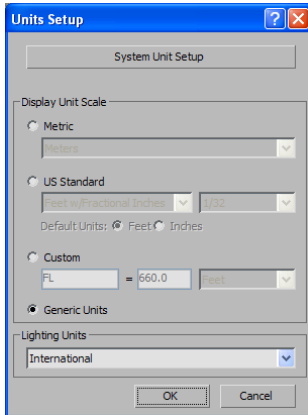 Units Setup
System Unit Setup
Display Unit Scale
Metric
Meters
US Standard
Feet w/Fractional Inches 1/32
Default Units: Feet Inches
Custom
FL = 660.0 Feet
Generic Units
Lighting Units
International
OK Cancel